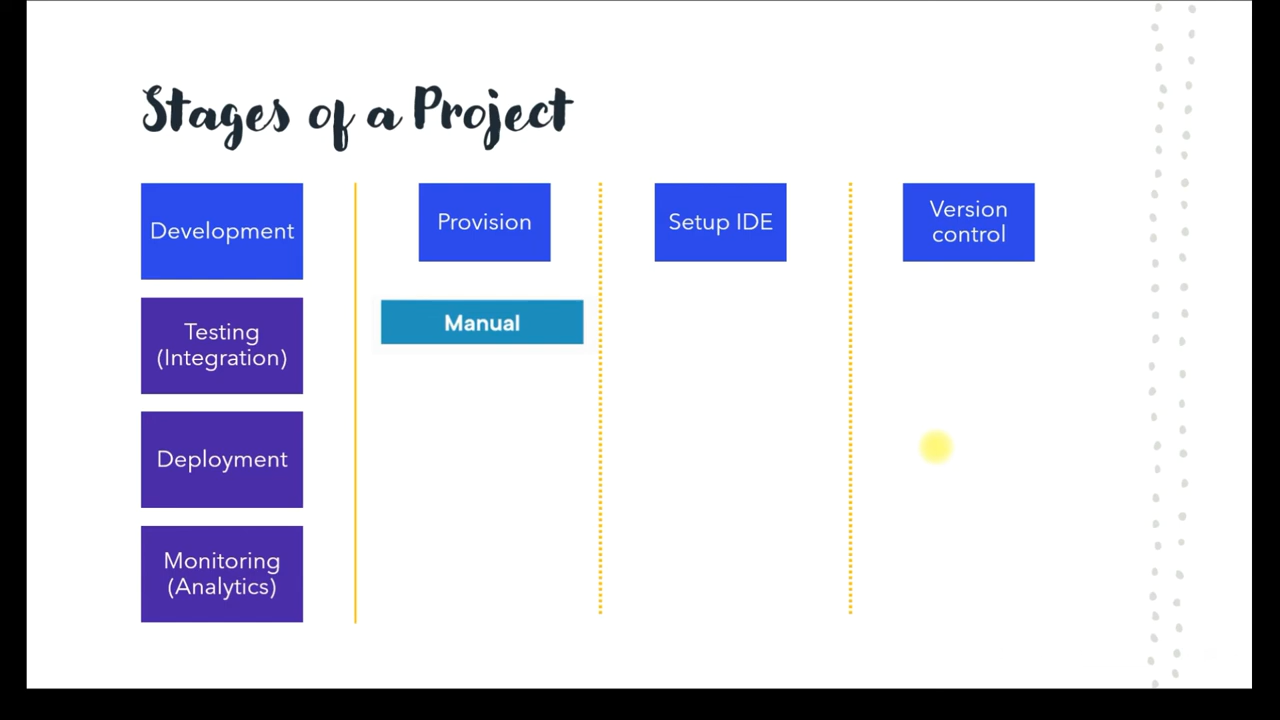 Stages of a Project
Development
Provision
Setup IDE
Version
control
Testing
(Integration)
Manual
Deployment
Monitoring
(Analytics)